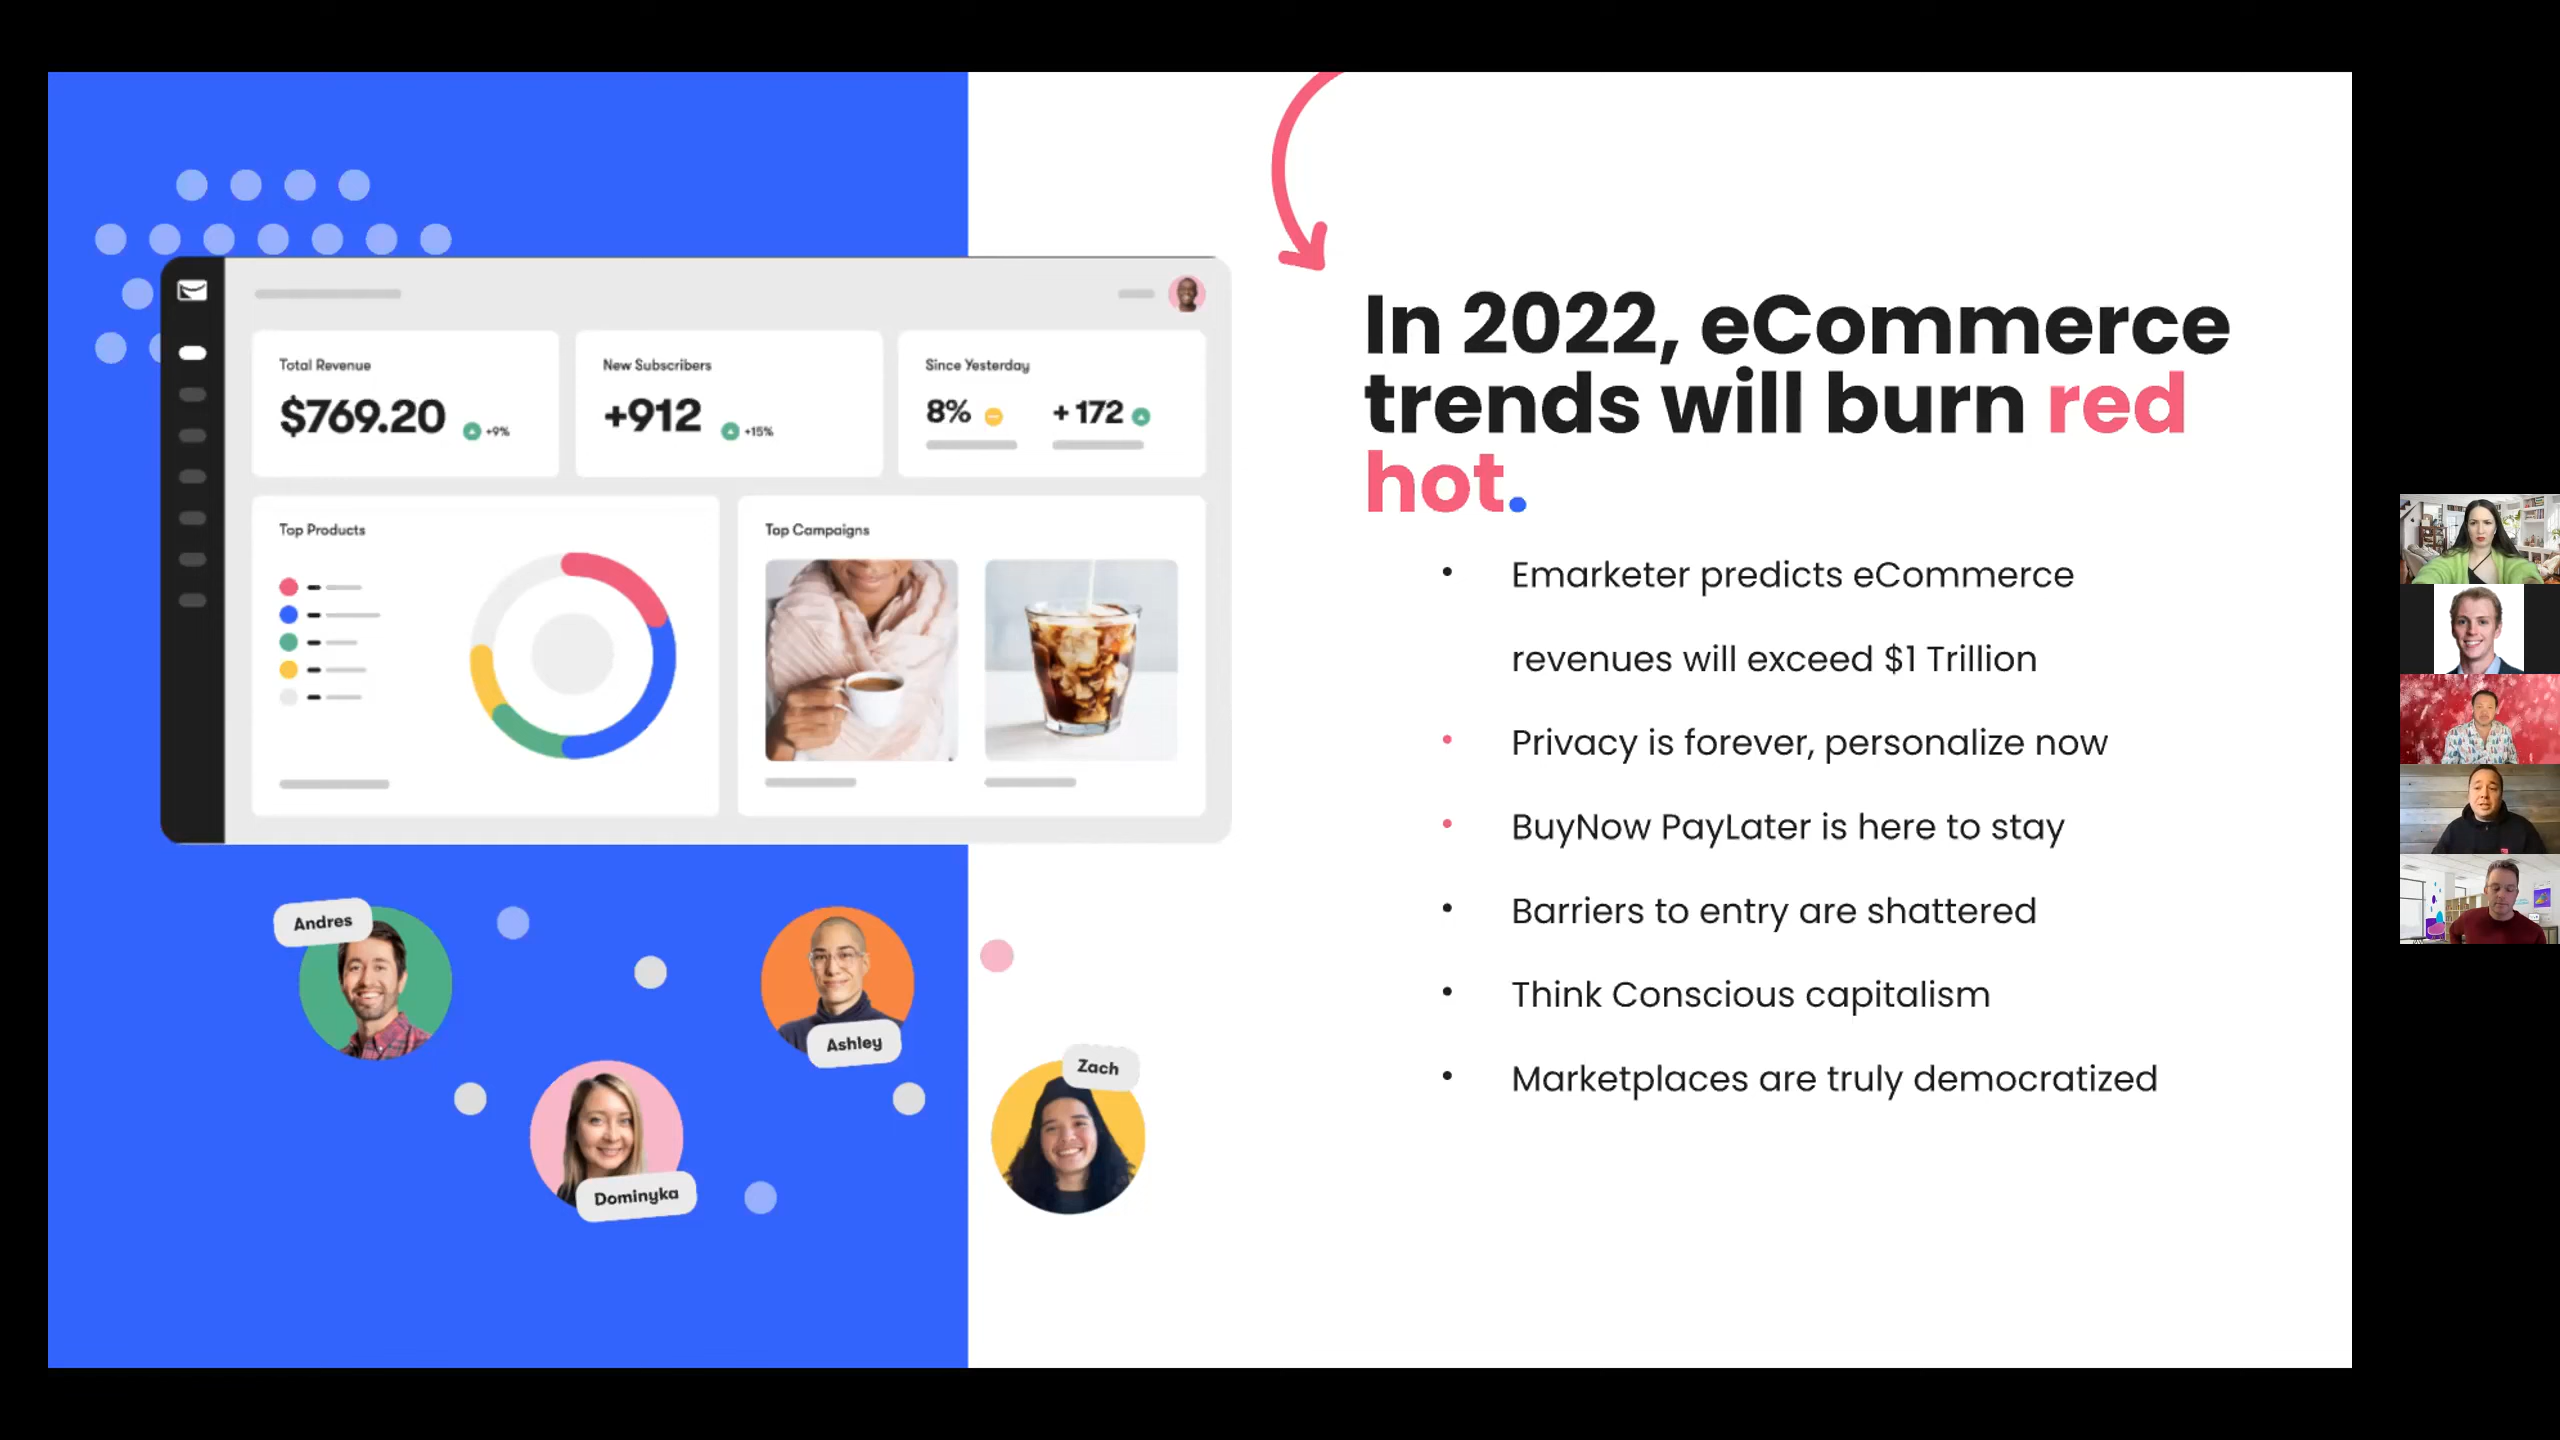 Total Revenue
$769.20
+9%
New Subscribers
+912
+15%
Since Yesterday
8%
+ 172
Top Products
Top Campaigns
Andres
Ashley
Dominyka
Zach
In 2022, eCommerce
trends will burn red
hot.
• Emarketer predicts eCommerce
revenues will exceed $1 Trillion
• Privacy is forever, personalize now
• BuyNow PayLater is here to stay
• Barriers to entry are shattered
• Think Conscious capitalism
• Marketplaces are truly democratized